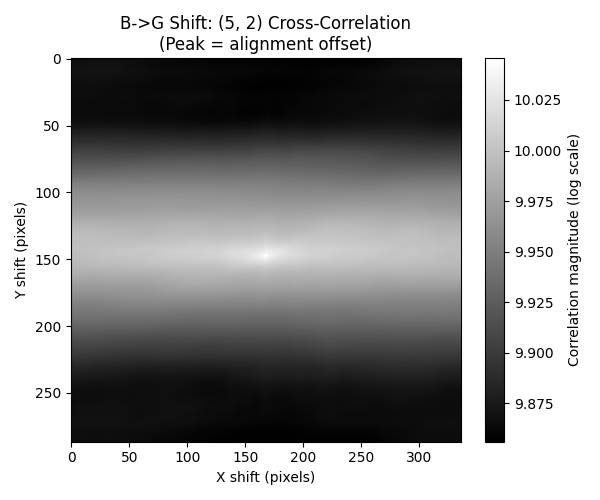 B->G Shift: (5, 2) Cross-Correlation
(Peak = alignment offset)
0
50
100
150
200
250
Y shift (pixels)
0 50 100 150 200 250 300
X shift (pixels)
10.025
10.000
9.975
9.950
9.925
9.900
9.875
Correlation magnitude (log scale)